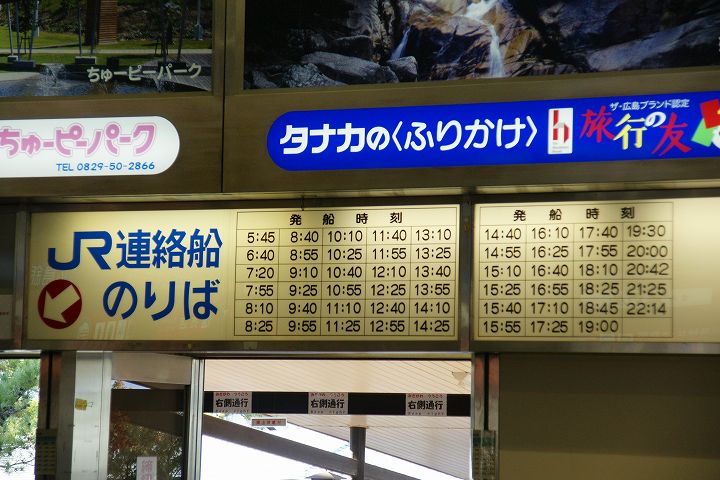 ちゅーピーパーク
ちゅーピーパーク
TEL 0829-50-2866
タナカの〈ふりかけ〉
ザ・広島ブランド認定
旅行の友
JR連絡船
のりば
発船時刻
5:45 8:40 10:10 11:40 13:10
6:40 8:55 10:25 11:55 13:25
7:20 9:10 10:40 12:10 13:40
7:55 9:25 10:55 12:25 13:55
8:10 9:40 11:10 12:40 14:10
8:25 9:55 11:25 12:55 14:25
発船時刻
14:40 16:10 17:40 19:30
14:55 16:25 17:55 20:00
15:10 16:40 18:10 20:42
15:25 16:55 18:25 21:25
15:40 17:10 18:45 22:14
15:55 17:25 19:00
右側通行
Keep right
右側通行
Keep right
右側通行
Keep right